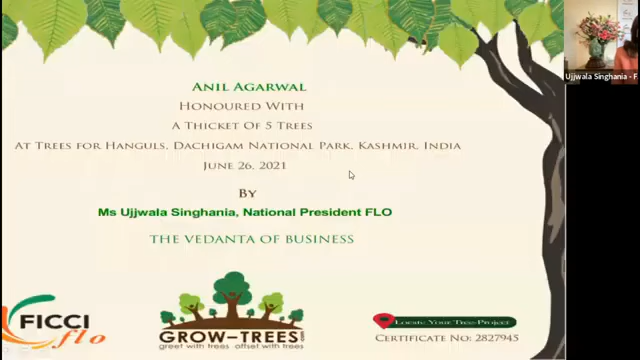 Ujjwala Singhania - F
ANIL AGARWAL
HONOURED WITH
A THICKET OF 5 TREES
AT TREES FOR HANGULS, DACHIGAM NATIONAL PARK, KASHMIR, INDIA
JUNE 26, 2021
BY
Ms Ujjwala Singhania, National President FLO
THE VEDANTA OF BUSINESS
FICCI
flo
GROW-TREES.com
greet with trees · offset with trees
Locate Your Tree Project
CERTIFICATE NO: 2827945